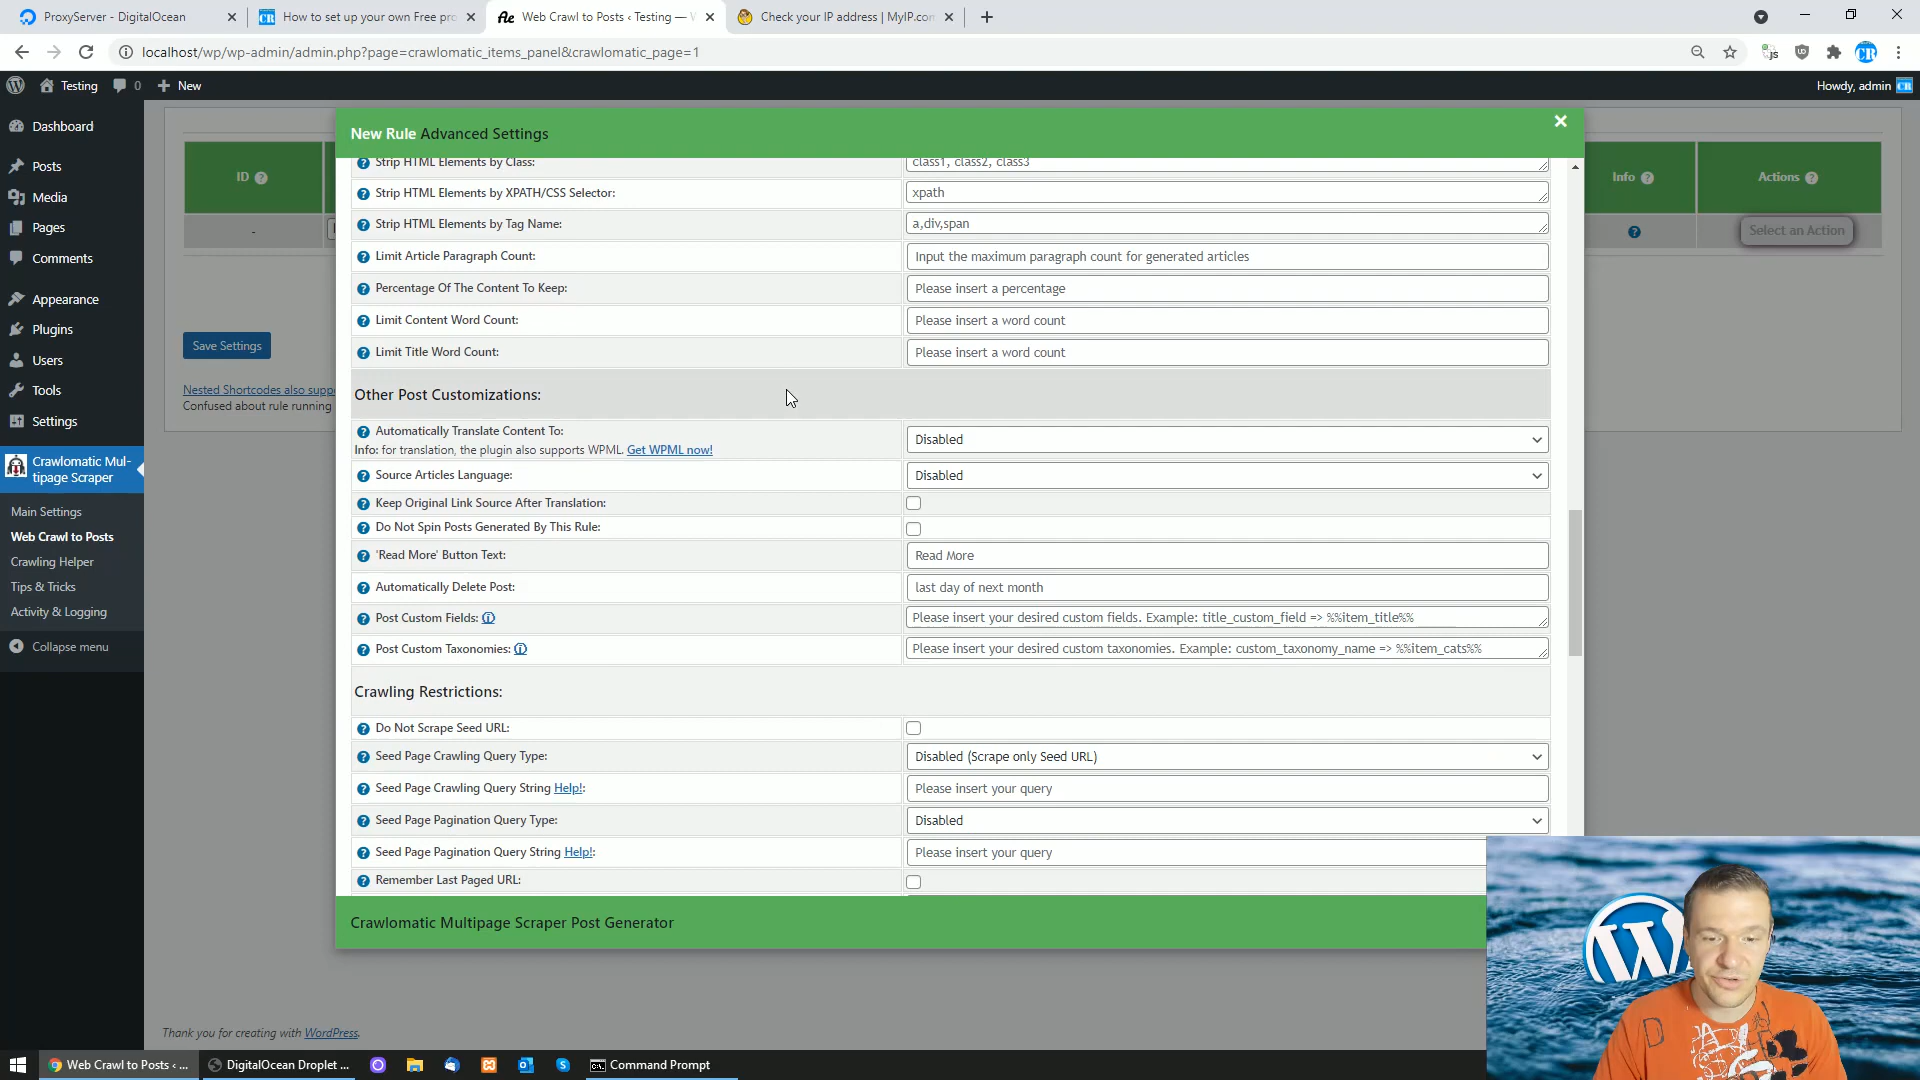 ProxyServer - DigitalOcean
How to set up your own Free pro
Web Crawl to Posts ‹ Testing —
Check your IP address | MyIP.com
localhost/wp/wp-admin/admin.php?page=crawlomatic_items_panel&crawlomatic_page=1
Testing 0 New
Howdy, admin
Dashboard
Posts
Media
Pages
Comments
Appearance
Plugins
Users
Tools
Settings
Crawlomatic Mul-
tipage Scraper
Main Settings
Web Crawl to Posts
Crawling Helper
Tips & Tricks
Activity & Logging
Collapse menu
ID
-
Save Settings
Nested Shortcodes also supp
Confused about rule running
Info
Actions
Select an Action
New Rule Advanced Settings
Strip HTML Elements by Class: class1, class2, class3
Strip HTML Elements by XPATH/CSS Selector: xpath
Strip HTML Elements by Tag Name: a,div,span
Limit Article Paragraph Count: Input the maximum paragraph count for generated articles
Percentage Of The Content To Keep: Please insert a percentage
Limit Content Word Count: Please insert a word count
Limit Title Word Count: Please insert a word count
Other Post Customizations:
Automatically Translate Content To: Disabled
Info: for translation, the plugin also supports WPML. Get WPML now!
Source Articles Language: Disabled
Keep Original Link Source After Translation:
Do Not Spin Posts Generated By This Rule:
'Read More' Button Text: Read More
Automatically Delete Post: last day of next month
Post Custom Fields: Please insert your desired custom fields. Example: title_custom_field => %%item_title%%
Post Custom Taxonomies: Please insert your desired custom taxonomies. Example: custom_taxonomy_name => %%item_cats%%
Crawling Restrictions:
Do Not Scrape Seed URL:
Seed Page Crawling Query Type: Disabled (Scrape only Seed URL)
Seed Page Crawling Query String Help!: Please insert your query
Seed Page Pagination Query Type: Disabled
Seed Page Pagination Query String Help!: Please insert your query
Remember Last Paged URL:
Crawlomatic Multipage Scraper Post Generator
Thank you for creating with WordPress.
Web Crawl to Posts ‹ ...
DigitalOcean Droplet ...
Command Prompt